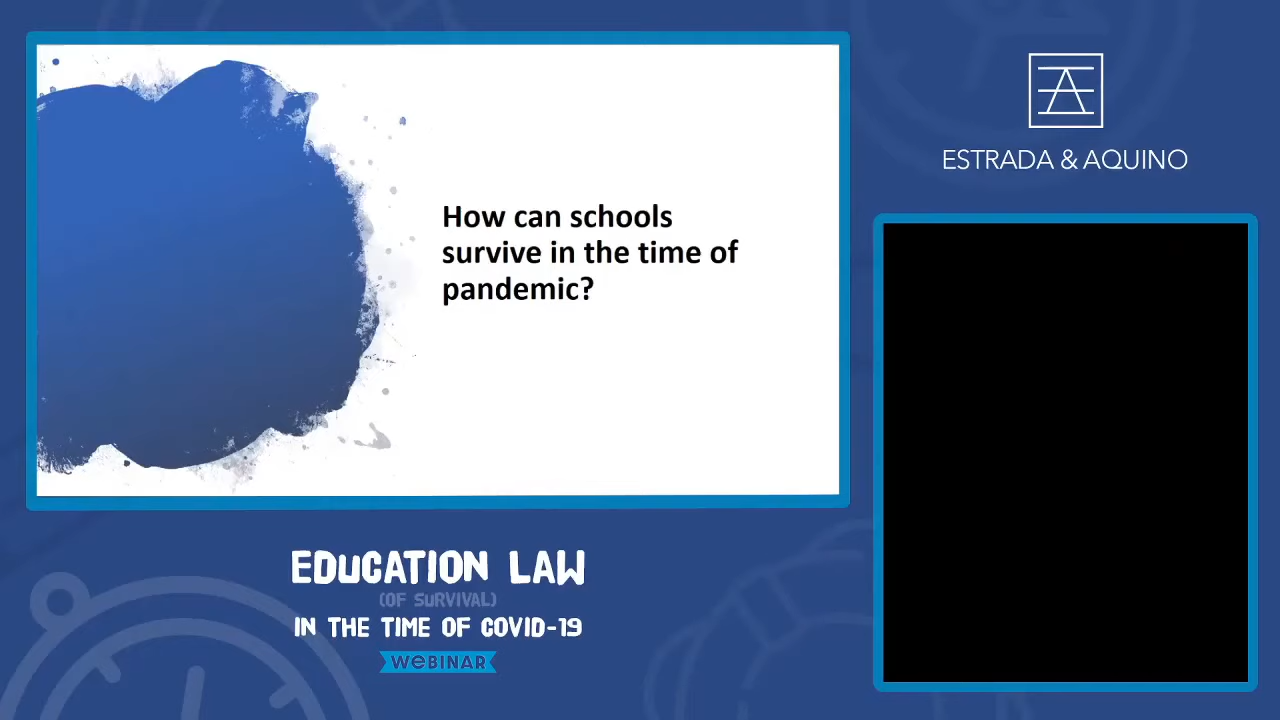 How can schools
survive in the time of
pandemic?
ESTRADA & AQUINO
EDUCATION LAW
(OF SURVIVAL)
IN THE TIME OF COVID-19
WEBINAR